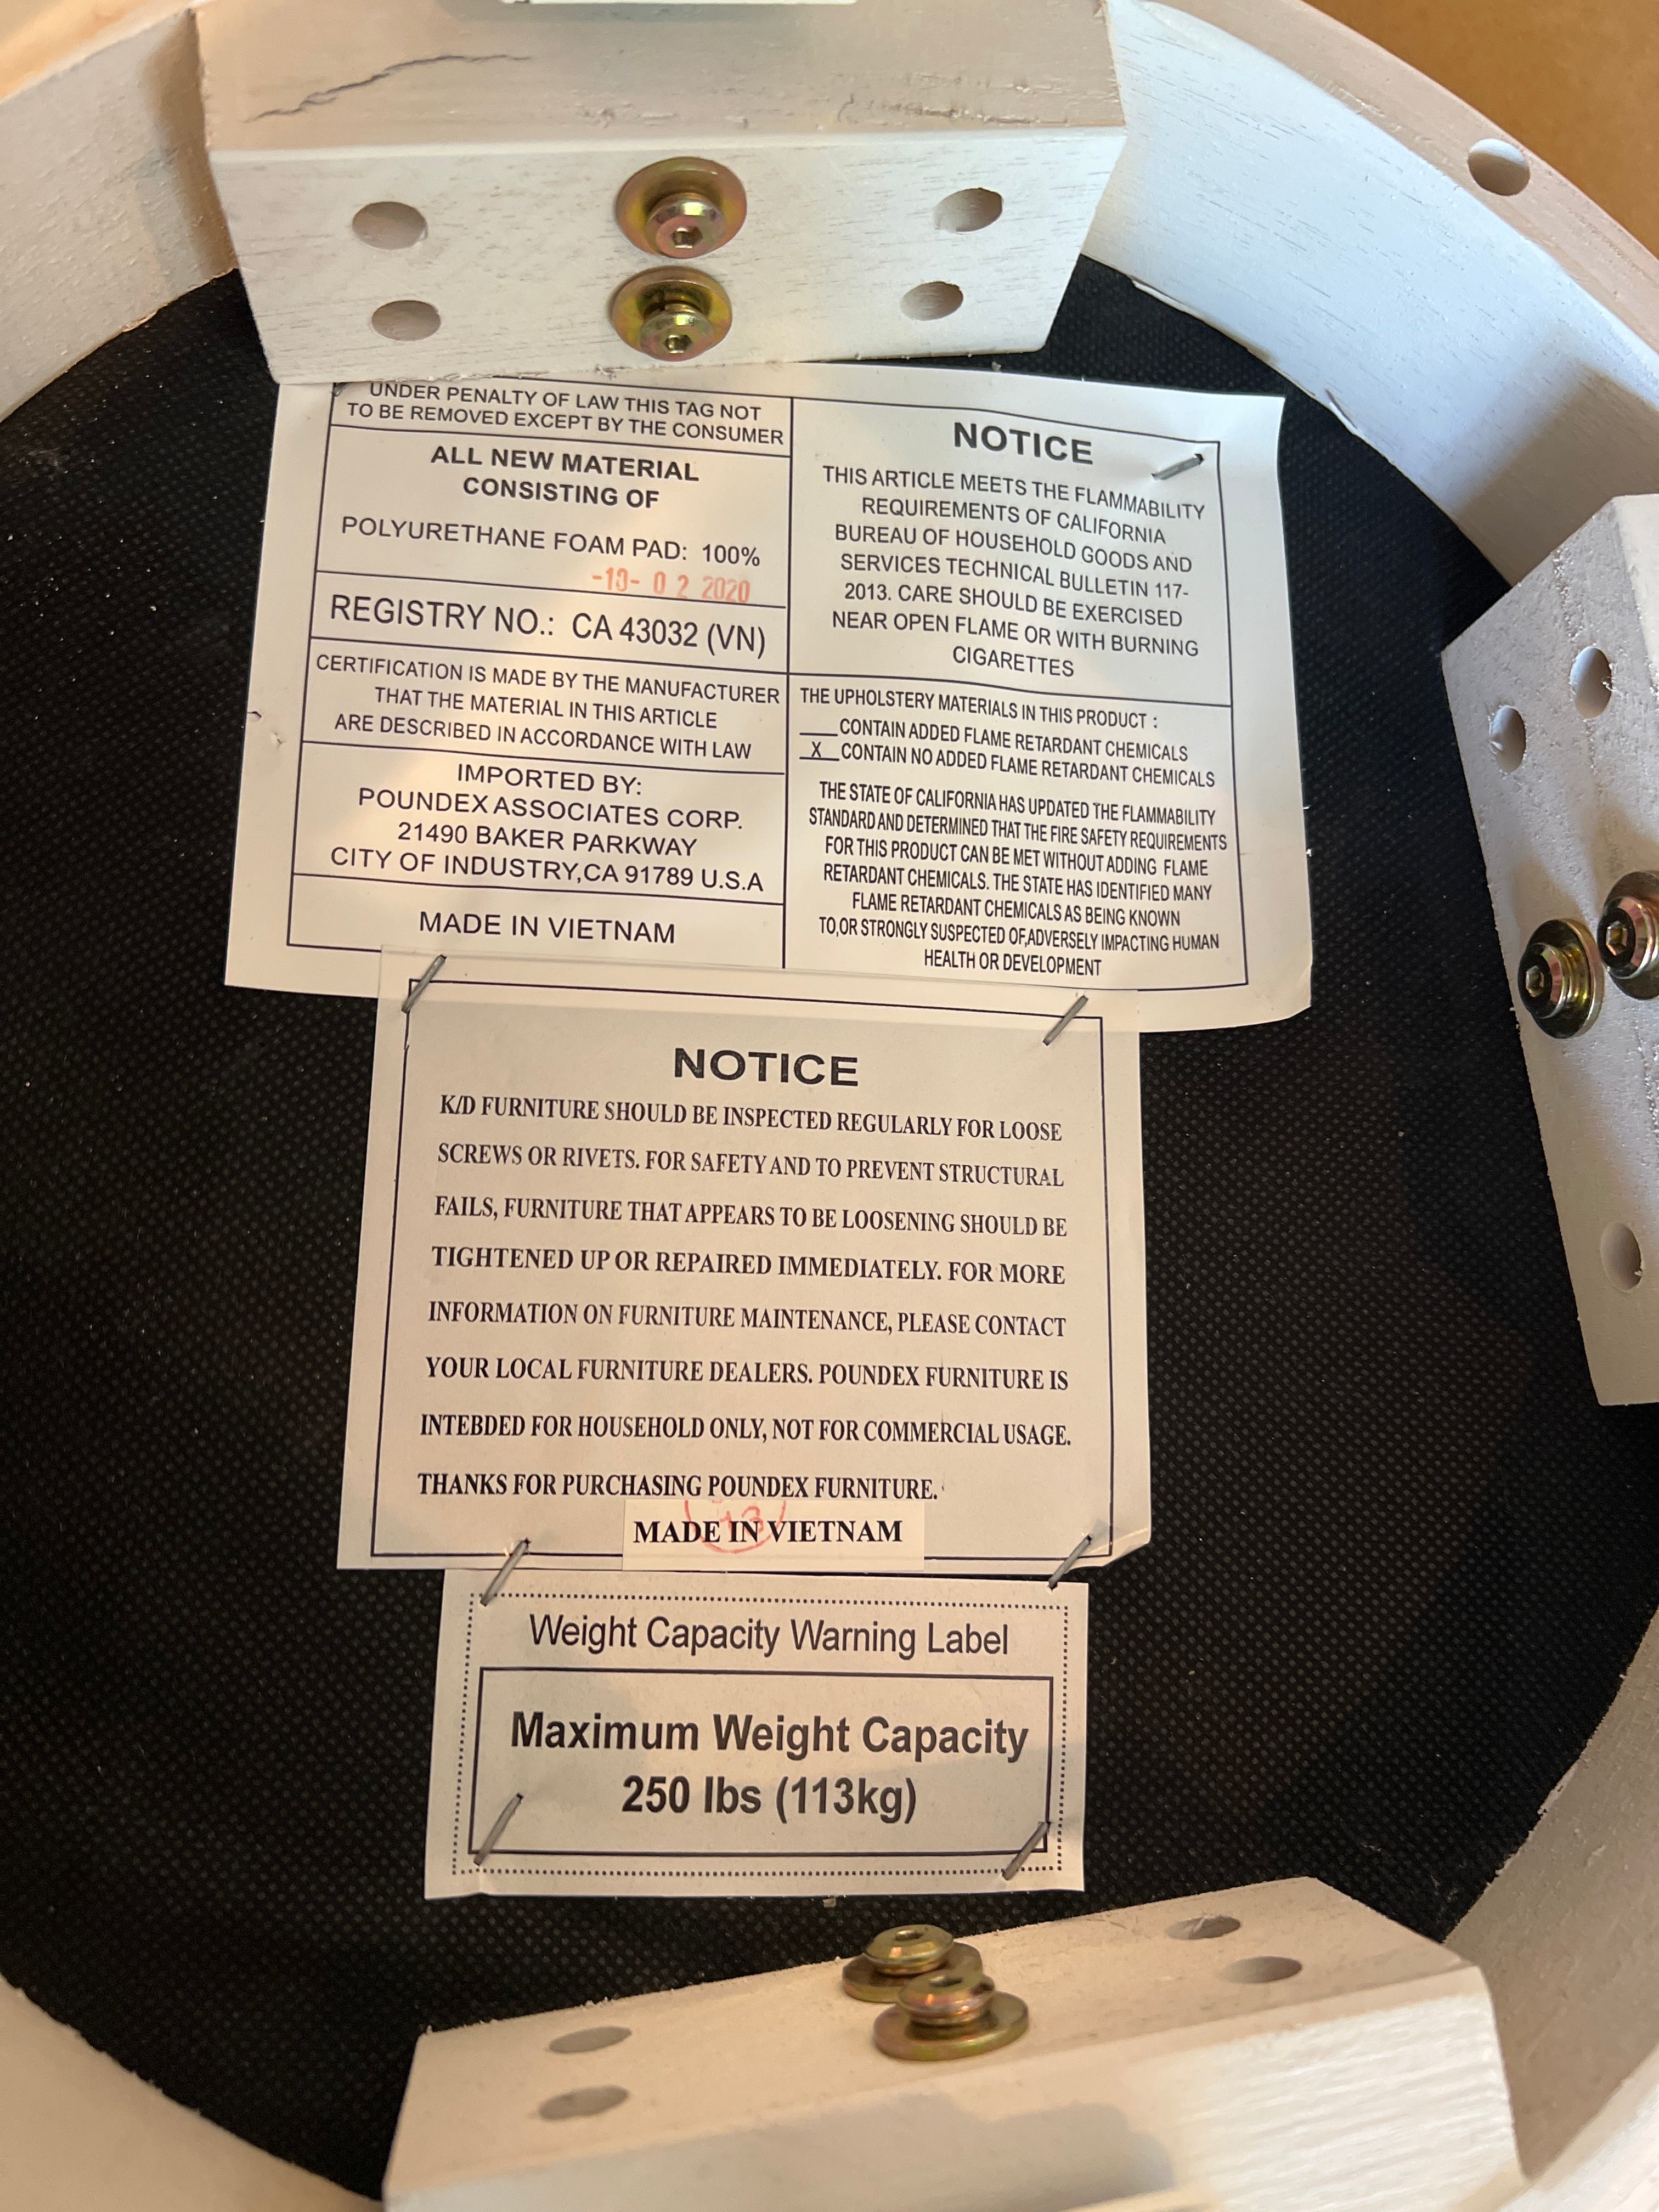 UNDER PENALTY OF LAW THIS TAG NOT
TO BE REMOVED EXCEPT BY THE CONSUMER
ALL NEW MATERIAL
CONSISTING OF
POLYURETHANE FOAM PAD: 100%
02 2020
REGISTRY NO.: CA 43032 (VN)
CERTIFICATION IS MADE BY THE MANUFACTURER
THAT THE MATERIAL IN THIS ARTICLE
ARE DESCRIBED IN ACCORDANCE WITH LAW
IMPORTED BY:
POUNDEX ASSOCIATES CORP.
21490 BAKER PARKWAY
CITY OF INDUSTRY,CA 91789 U.S.A
MADE IN VIETNAM
NOTICE
THIS ARTICLE MEETS THE FLAMMABILITY
REQUIREMENTS OF CALIFORNIA
BUREAU OF HOUSEHOLD GOODS AND
SERVICES TECHNICAL BULLETIN 117-
2013. CARE SHOULD BE EXERCISED
NEAR OPEN FLAME OR WITH BURNING
CIGARETTES
THE UPHOLSTERY MATERIALS IN THIS PRODUCT :
____CONTAIN ADDED FLAME RETARDANT CHEMICALS
_X__CONTAIN NO ADDED FLAME RETARDANT CHEMICALS
THE STATE OF CALIFORNIA HAS UPDATED THE FLAMMABILITY
STANDARD AND DETERMINED THAT THE FIRE SAFETY REQUIREMENTS
FOR THIS PRODUCT CAN BE MET WITHOUT ADDING FLAME
RETARDANT CHEMICALS. THE STATE HAS IDENTIFIED MANY
FLAME RETARDANT CHEMICALS AS BEING KNOWN
TO,OR STRONGLY SUSPECTED OF,ADVERSELY IMPACTING HUMAN
HEALTH OR DEVELOPMENT
NOTICE
K/D FURNITURE SHOULD BE INSPECTED REGULARLY FOR LOOSE
SCREWS OR RIVETS. FOR SAFETY AND TO PREVENT STRUCTURAL
FAILS, FURNITURE THAT APPEARS TO BE LOOSENING SHOULD BE
TIGHTENED UP OR REPAIRED IMMEDIATELY. FOR MORE
INFORMATION ON FURNITURE MAINTENANCE, PLEASE CONTACT
YOUR LOCAL FURNITURE DEALERS. POUNDEX FURNITURE IS
INTEBDED FOR HOUSEHOLD ONLY, NOT FOR COMMERCIAL USAGE.
THANKS FOR PURCHASING POUNDEX FURNITURE.
MADE IN VIETNAM
Weight Capacity Warning Label
Maximum Weight Capacity
250 lbs (113kg)